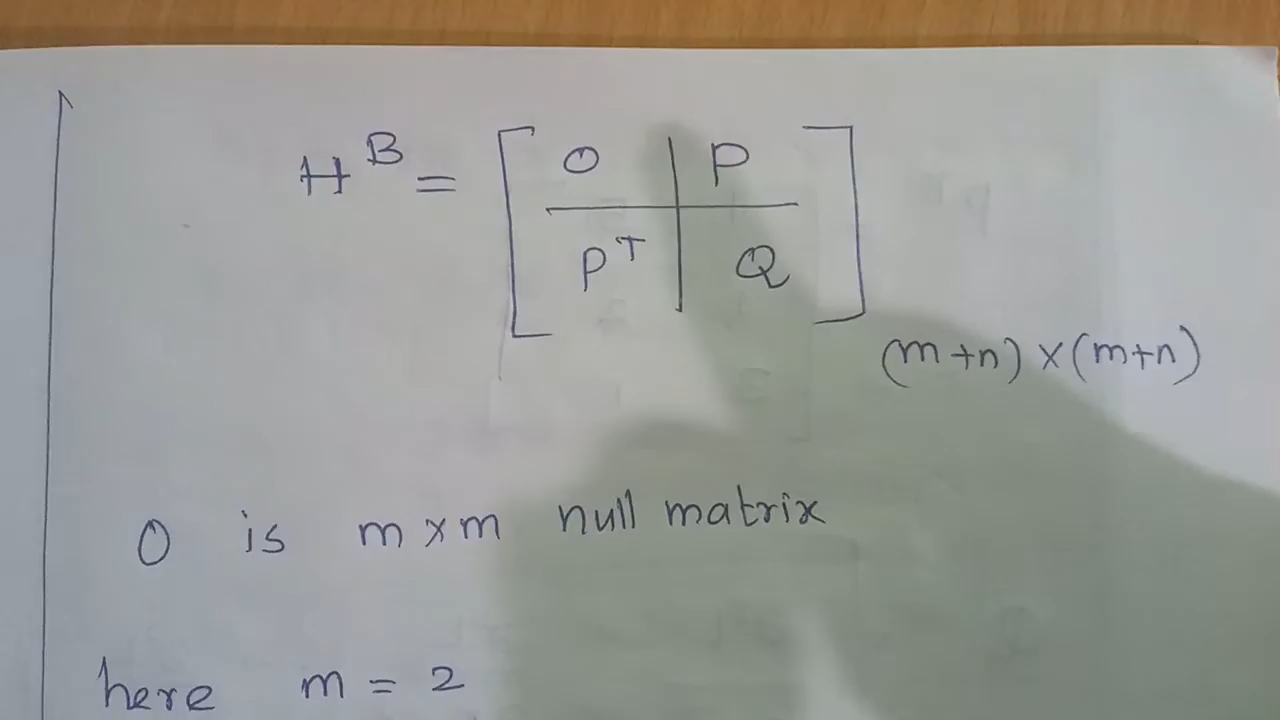 H^B = [ O | P
P^T | Q ] (m+n) × (m+n)
O is m×m null matrix
here m = 2